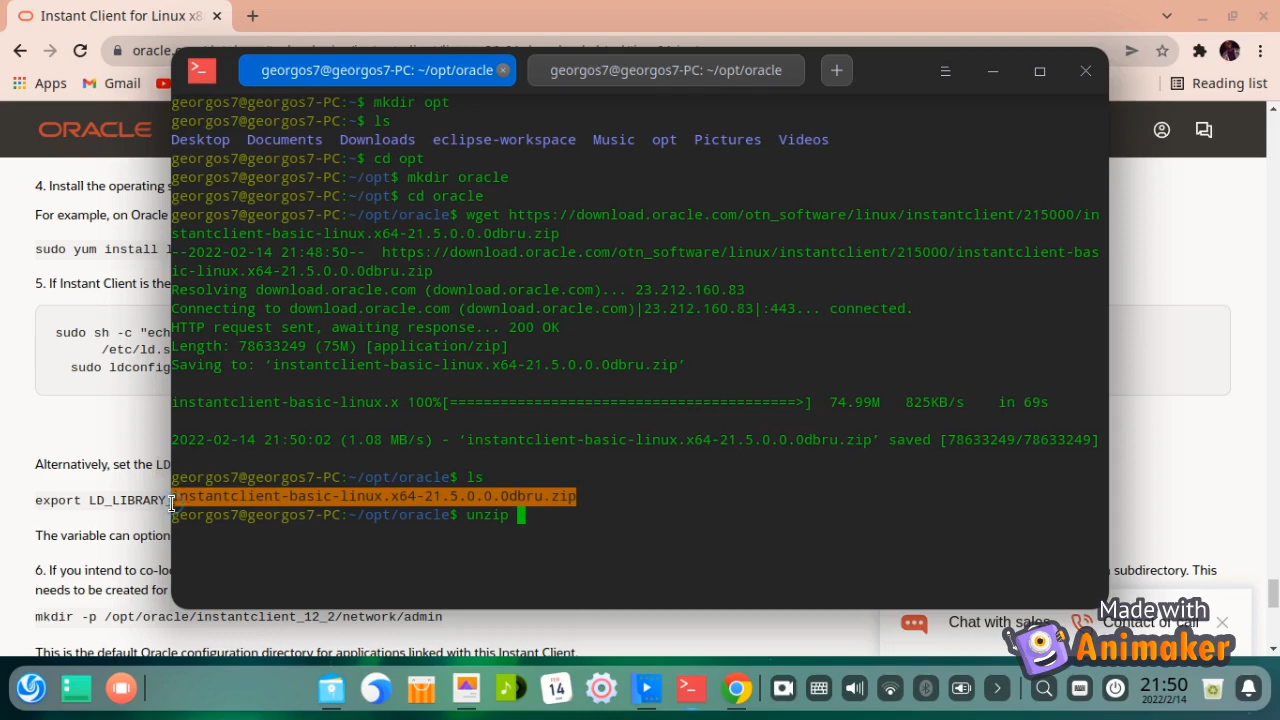 Instant Client for Linux x8
oracle.
Apps
Gmail
Reading list
georgos7@georgos7-PC: ~/opt/oracle
georgos7@georgos7-PC: ~/opt/oracle
ORACLE
georgos7@georgos7-PC:~$ mkdir opt
georgos7@georgos7-PC:~$ ls
Desktop Documents Downloads eclipse-workspace Music opt Pictures Videos
georgos7@georgos7-PC:~$ cd opt
georgos7@georgos7-PC:~/opt$ mkdir oracle
georgos7@georgos7-PC:~/opt$ cd oracle
georgos7@georgos7-PC:~/opt/oracle$ wget https://download.oracle.com/otn_software/linux/instantclient/215000/in
stantclient-basic-linux.x64-21.5.0.0.0dbru.zip
--2022-02-14 21:48:50-- https://download.oracle.com/otn_software/linux/instantclient/215000/instantclient-bas
ic-linux.x64-21.5.0.0.0dbru.zip
Resolving download.oracle.com (download.oracle.com)... 23.212.160.83
Connecting to download.oracle.com (download.oracle.com)|23.212.160.83|:443... connected.
HTTP request sent, awaiting response... 200 OK
Length: 78633249 (75M) [application/zip]
Saving to: ‘instantclient-basic-linux.x64-21.5.0.0.0dbru.zip’
instantclient-basic-linux.x 100%[=========================================>] 74.99M 825KB/s in 69s
2022-02-14 21:50:02 (1.08 MB/s) - ‘instantclient-basic-linux.x64-21.5.0.0.0dbru.zip’ saved [78633249/78633249]
georgos7@georgos7-PC:~/opt/oracle$ ls
instantclient-basic-linux.x64-21.5.0.0.0dbru.zip
georgos7@georgos7-PC:~/opt/oracle$ unzip
4. Install the operating s
For example, on Oracle
sudo yum install l
5. If Instant Client is the
sudo sh -c "ech
/etc/ld.s
sudo ldconfig
Alternatively, set the LD
export LD_LIBRARY_
The variable can option
6. If you intend to co-lo
subdirectory. This
needs to be created for
mkdir -p /opt/oracle/instantclient_12_2/network/admin
This is the default Oracle configuration directory for applications linked with this Instant Client.
Chat with sales
Contact or call
Made with
Animaker
FEB
14
21:50
2022/2/14